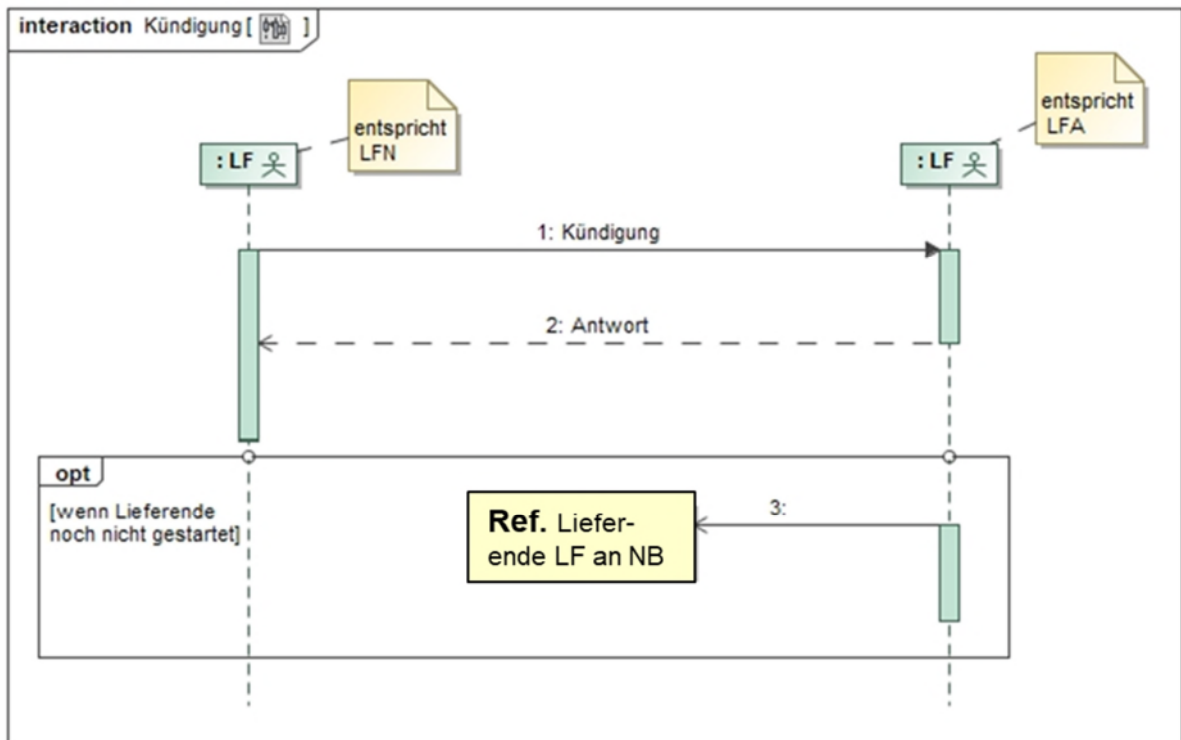 interaction Kündigung [ ]
entspricht
LFN
entspricht
LFA
: LF
: LF
1: Kündigung
2: Antwort
opt
[wenn Lieferende
noch nicht gestartet]
Ref. Liefer-
ende LF an NB
3: